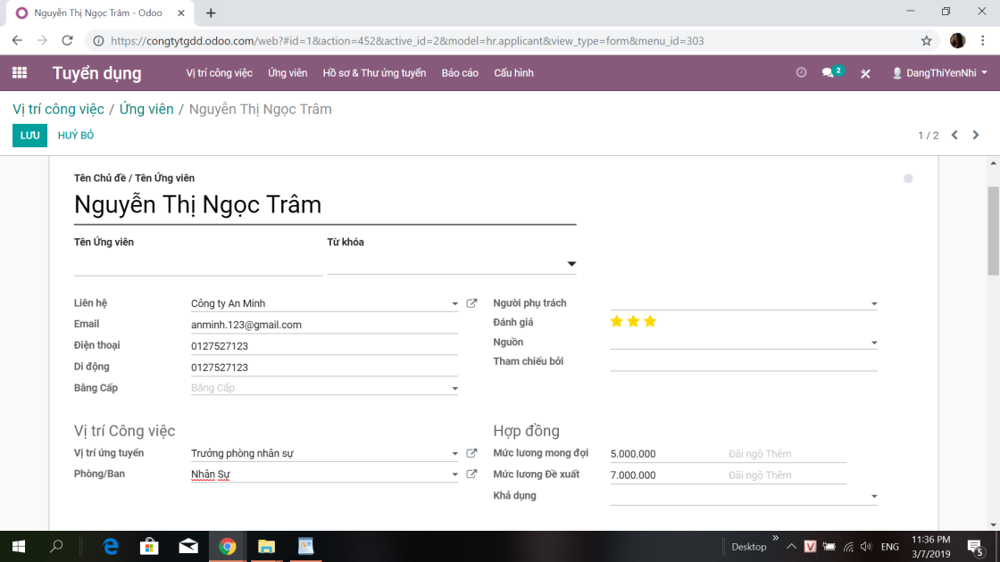 Nguyễn Thị Ngọc Trâm - Odoo
https://congtytgdd.odoo.com/web?#id=1&action=452&active_id=2&model=hr.applicant&view_type=form&menu_id=303
Tuyển dụng Vị trí công việc Ứng viên Hồ sơ & Thư ứng tuyển Báo cáo Cấu hình 2 DangThiYenNhi
Vị trí công việc / Ứng viên / Nguyễn Thị Ngọc Trâm
LƯU HUỶ BỎ 1 / 2
Tên Chủ đề / Tên Ứng viên
Nguyễn Thị Ngọc Trâm
Tên Ứng viên Từ khóa
Liên hệ Công ty An Minh Người phụ trách
Email anminh.123@gmail.com Đánh giá
Điện thoại 0127527123 Nguồn
Di động 0127527123 Tham chiếu bởi
Bằng Cấp Bằng Cấp
Vị trí Công việc Hợp đồng
Vị trí ứng tuyển Trưởng phòng nhân sự Mức lương mong đợi 5.000.000 Đãi ngộ Thêm
Phòng/Ban Nhân Sự Mức lương Đề xuất 7.000.000 Đãi ngộ Thêm
Khả dụng
Desktop ENG 11:36 PM
3/7/2019 5